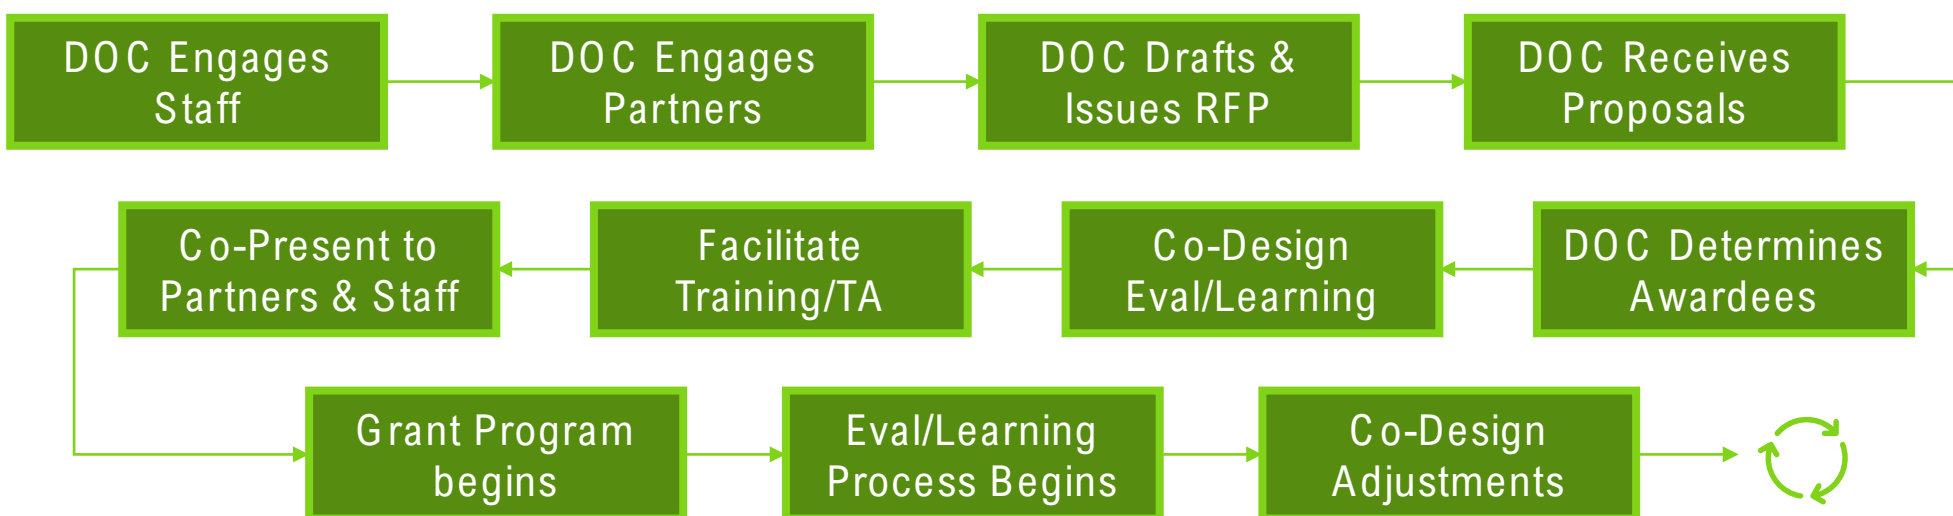 DOC Engages
Staff
DOC Engages
Partners
DOC Drafts &
Issues RFP
DOC Receives
Proposals
DOC Determines
Awardees
Co-Design
Eval/Learning
Facilitate
Training/TA
Co-Present to
Partners & Staff
Grant Program
begins
Eval/Learning
Process Begins
Co-Design
Adjustments